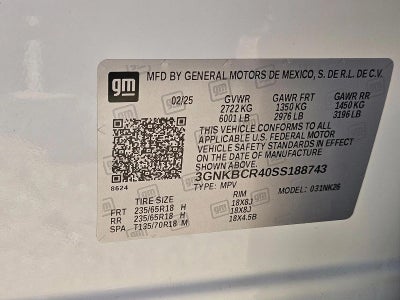 gm MFD BY GENERAL MOTORS DE MEXICO, S. DE R.L. DE C.V.
02/25 GVWR GAWR FRT GAWR RR
2722 KG 1350 KG 1450 KG
6001 LB 2976 LB 3196 LB
THIS VEHICLE CONFORMS TO ALL
APPLICABLE U.S. FEDERAL MOTOR
VEHICLE SAFETY STANDARDS IN EFFECT
ON THE DATE OF MANUFACTURE
SHOWN ABOVE.
3GNKBCR40SS188743
8624 TYPE: MPV MODEL: 031NK26
TIRE SIZE RIM
FRT 235/65R18 H 18X8J
RR 235/65R18 H 18X8J
SPA T135/70R18 M 18X4.5B